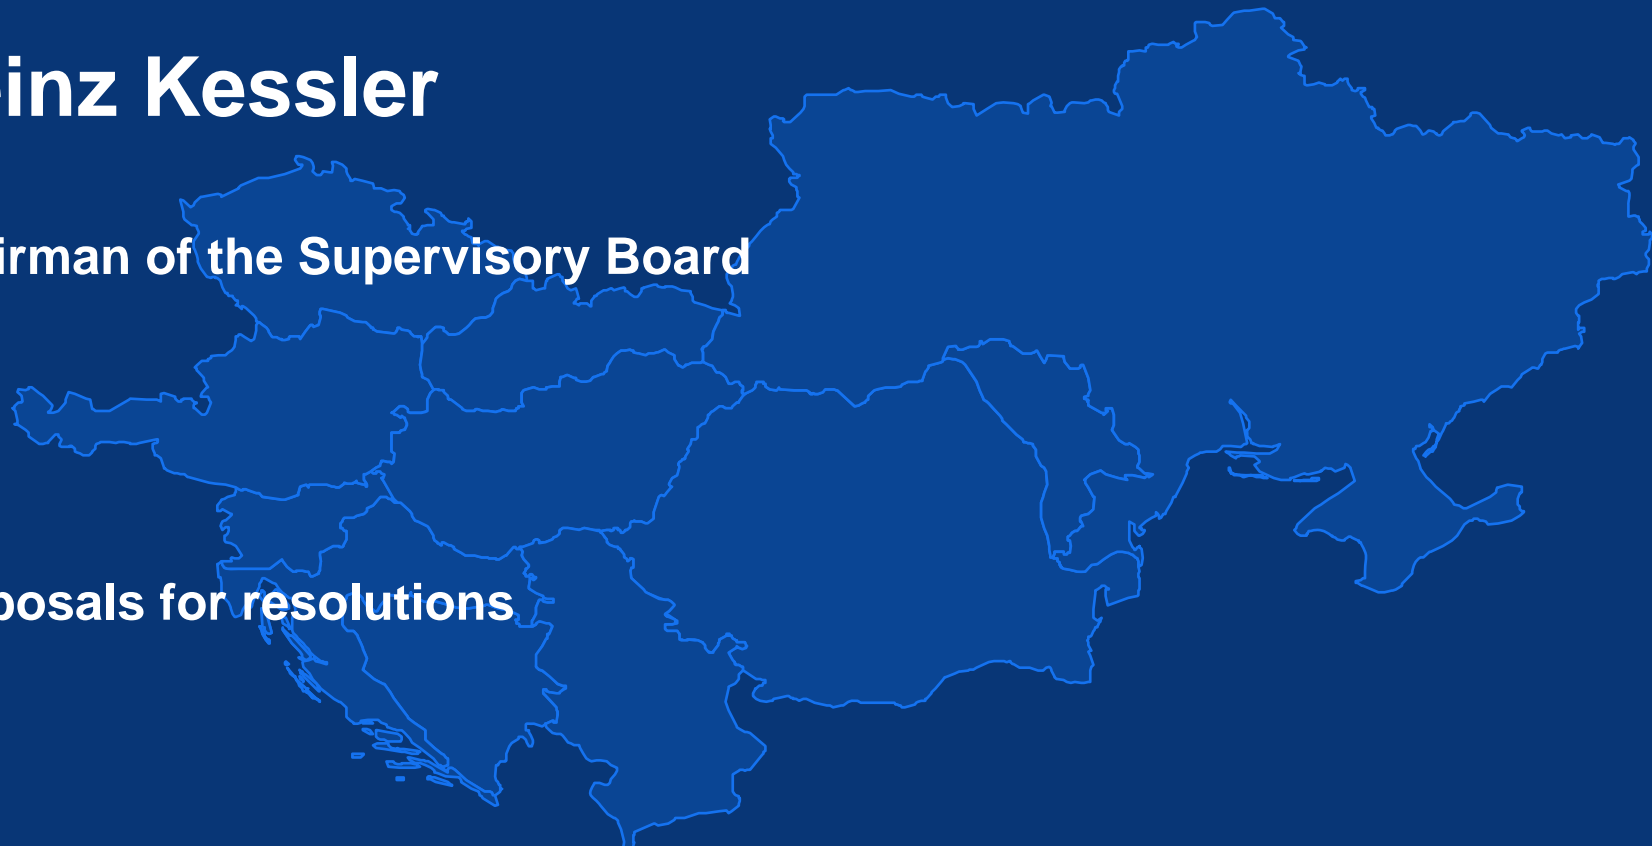 inz Kessler
irman of the Supervisory Board
posals for resolutions